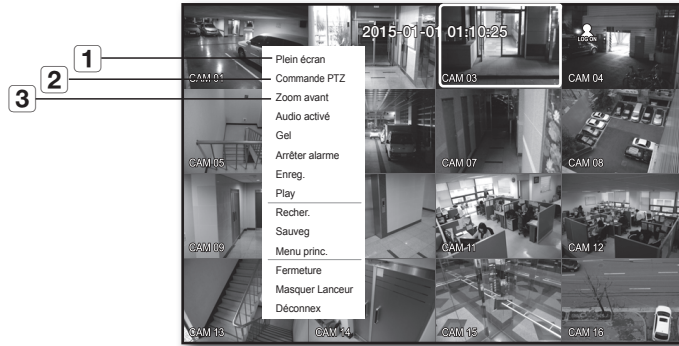 2015-01-01 01:10:25
LOG ON
1
Plein écran
2
Commande PTZ
CAM 01
CAM 03
CAM 04
3
Zoom avant
Audio activé
Gel
Arrêter alarme
CAM 05
CAM 07
CAM 08
Enreg.
Play
Recher.
Sauveg
CAM 09
CAM 11
CAM 12
Menu princ.
Fermeture
Masquer Lanceur
Déconnex
CAM 13
CAM 14
CAM 15
CAM 16